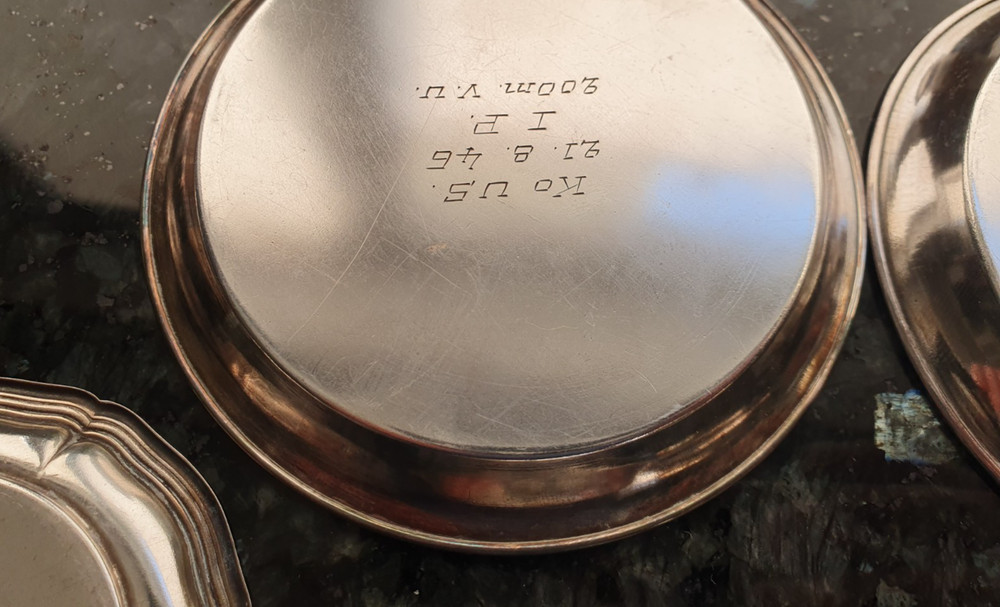 Ko U.S.
21. 8. 46
I P.
200m. V.U.